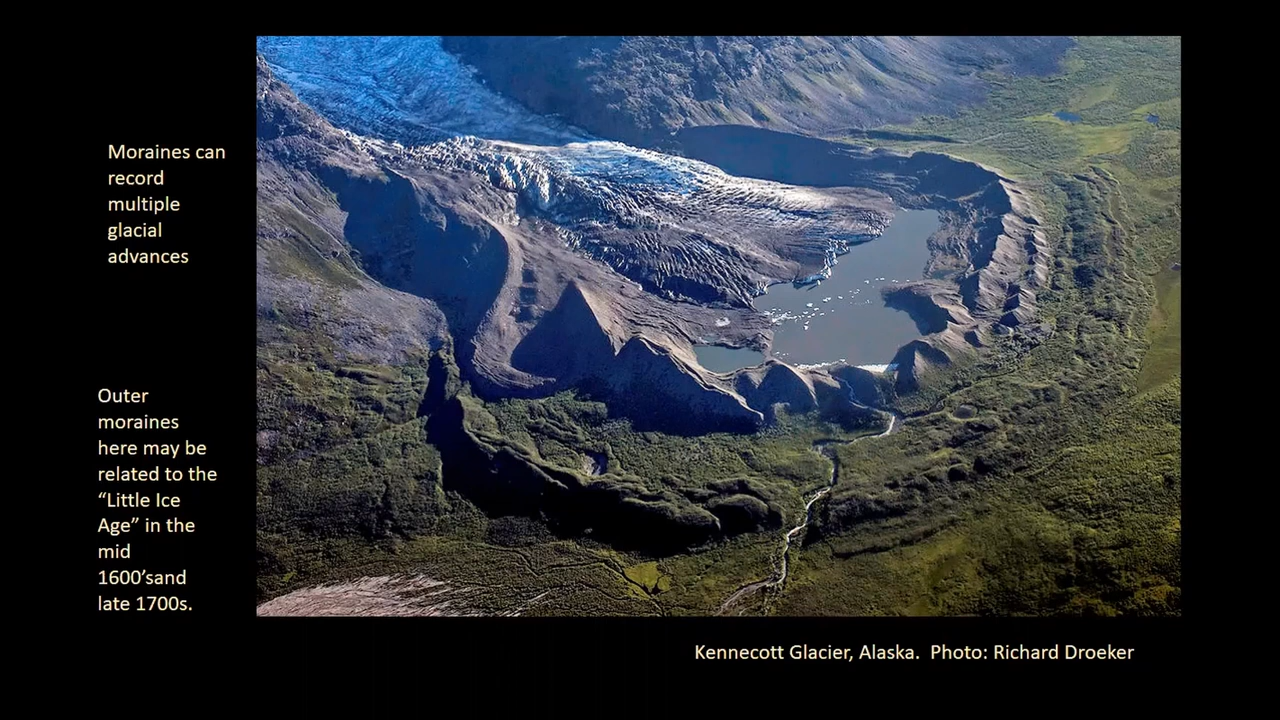 Moraines can
record
multiple
glacial
advances
Outer
moraines
here may be
related to the
“Little Ice
Age” in the
mid
1600’sand
late 1700s.
Kennecott Glacier, Alaska.  Photo: Richard Droeker